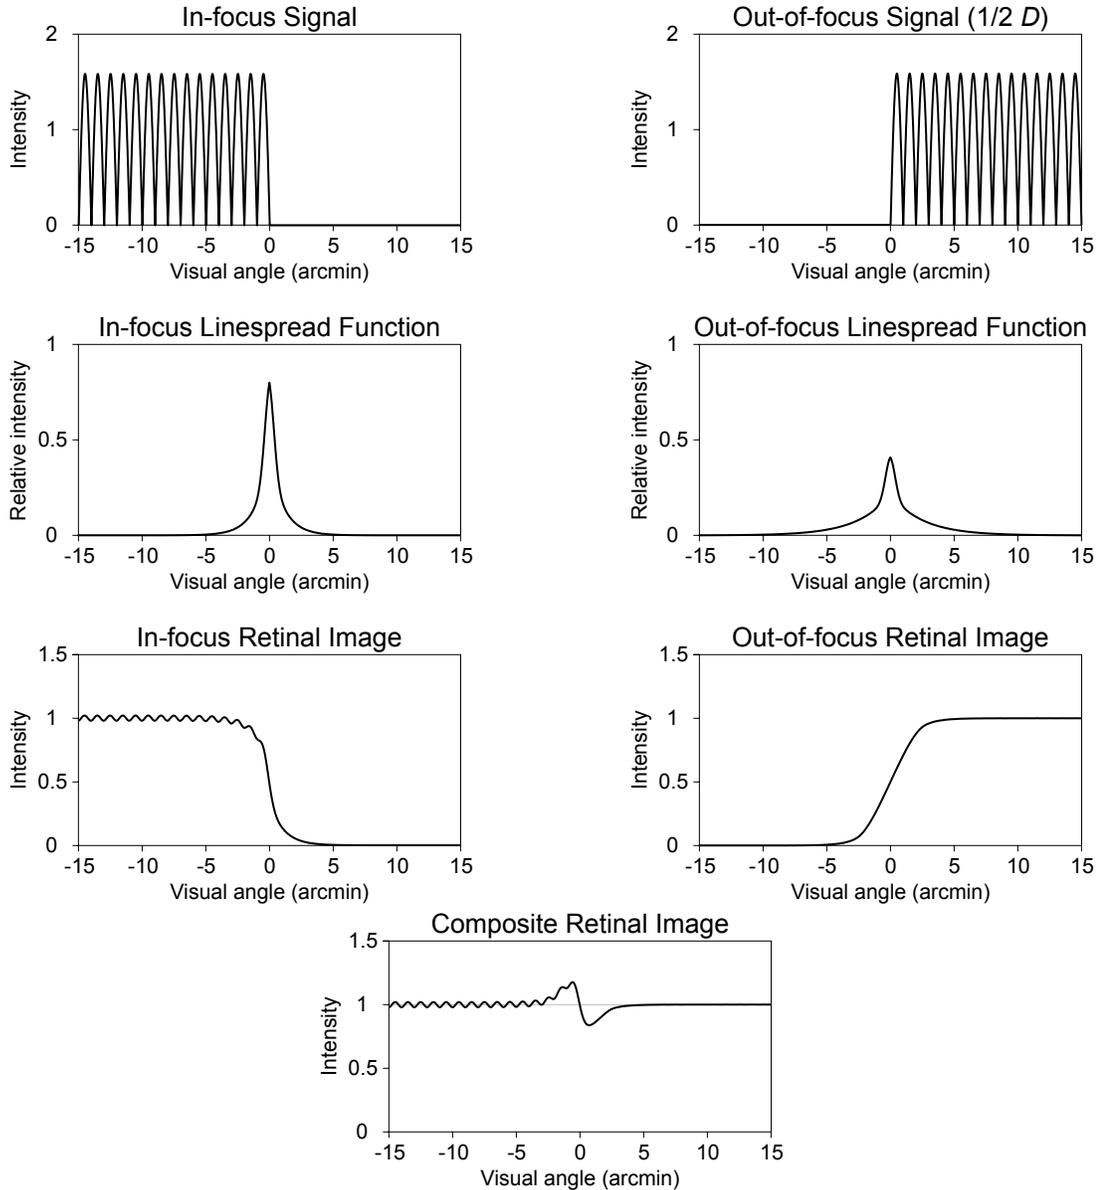 In-focus Signal
2
1
0
Intensity
-15 -10 -5 0 5 10 15
Visual angle (arcmin)
Out-of-focus Signal (1/2 D)
2
1
0
Intensity
-15 -10 -5 0 5 10 15
Visual angle (arcmin)
In-focus Linespread Function
1
0.5
0
Relative intensity
-15 -10 -5 0 5 10 15
Visual angle (arcmin)
Out-of-focus Linespread Function
1
0.5
0
Relative intensity
-15 -10 -5 0 5 10 15
Visual angle (arcmin)
In-focus Retinal Image
1.5
1
0.5
0
Intensity
-15 -10 -5 0 5 10 15
Visual angle (arcmin)
Out-of-focus Retinal Image
1.5
1
0.5
0
Intensity
-15 -10 -5 0 5 10 15
Visual angle (arcmin)
Composite Retinal Image
1.5
1
0.5
0
Intensity
-15 -10 -5 0 5 10 15
Visual angle (arcmin)